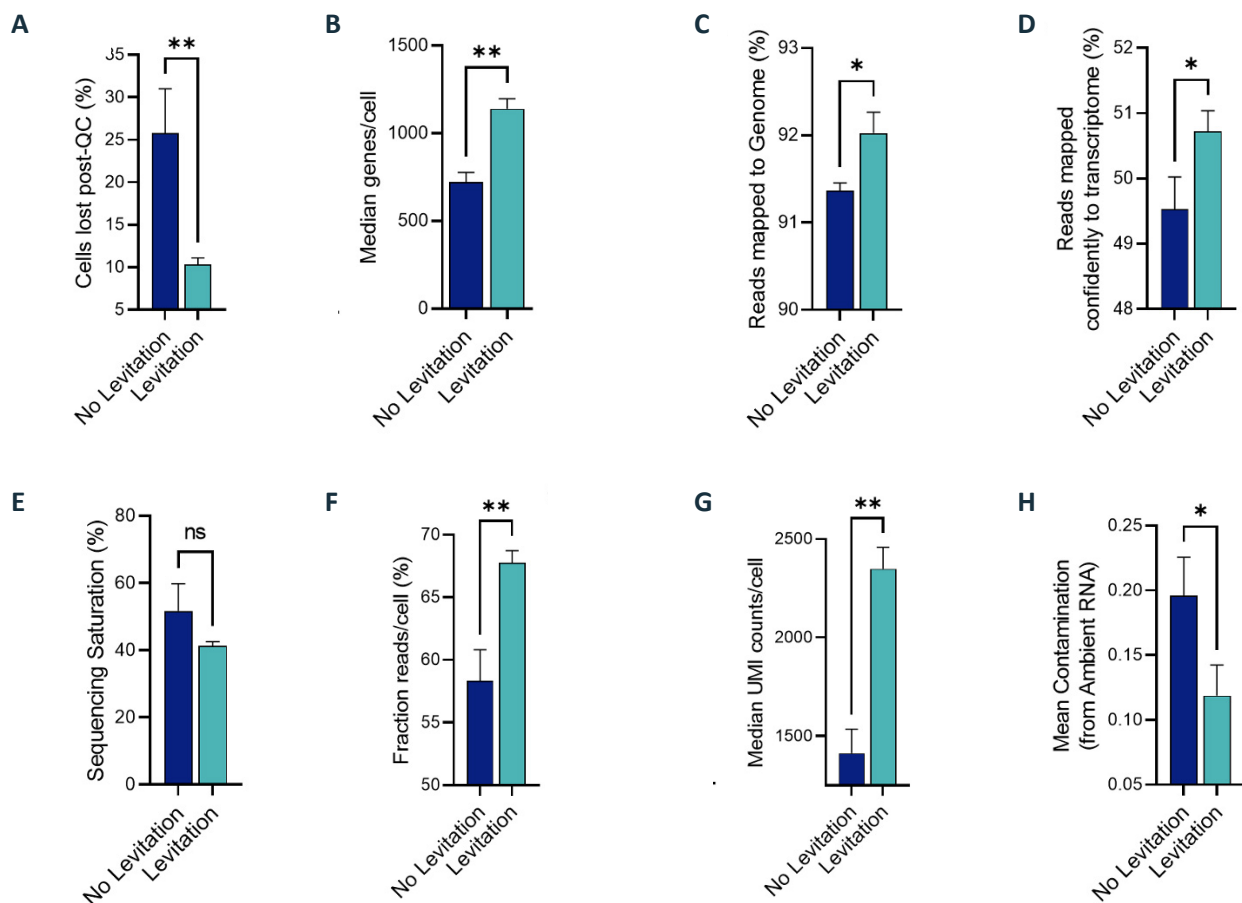 A
Cells lost post-QC (%)
35
30
25
20
15
10
5
**
No Levitation
Levitation
B
Median genes/cell
1500
1000
500
0
**
No Levitation
Levitation
C
Reads mapped to Genome (%)
93
92
91
90
*
No Levitation
Levitation
D
Reads mapped
confidently to transcriptome (%)
52
51
50
49
48
*
No Levitation
Levitation
E
Sequencing Saturation (%)
80
60
40
20
0
ns
No Levitation
Levitation
F
Fraction reads/cell (%)
70
65
60
55
50
**
No Levitation
Levitation
G
Median UMI counts/cell
2500
2000
1500
**
No Levitation
Levitation
H
Mean Contamination
(from Ambient RNA)
0.25
0.20
0.15
0.10
0.05
*
No Levitation
Levitation